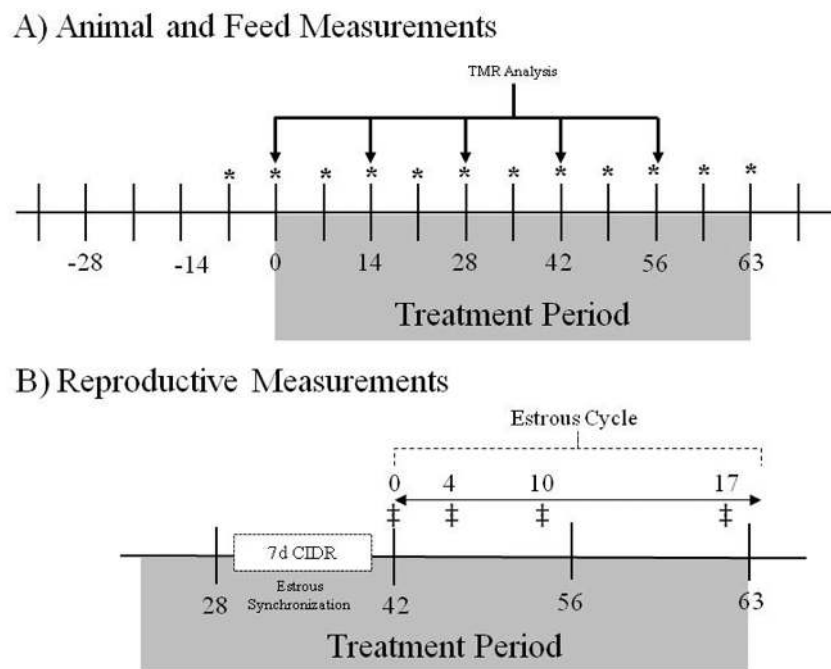 A) Animal and Feed Measurements
TMR Analysis
* * * * * * * * * * * *
-28 -14 0 14 28 42 56 63
Treatment Period
B) Reproductive Measurements
Estrous Cycle
0 4 10 17
‡ ‡ ‡ ‡
7d CIDR
Estrous
Synchronization
28 42 56 63
Treatment Period